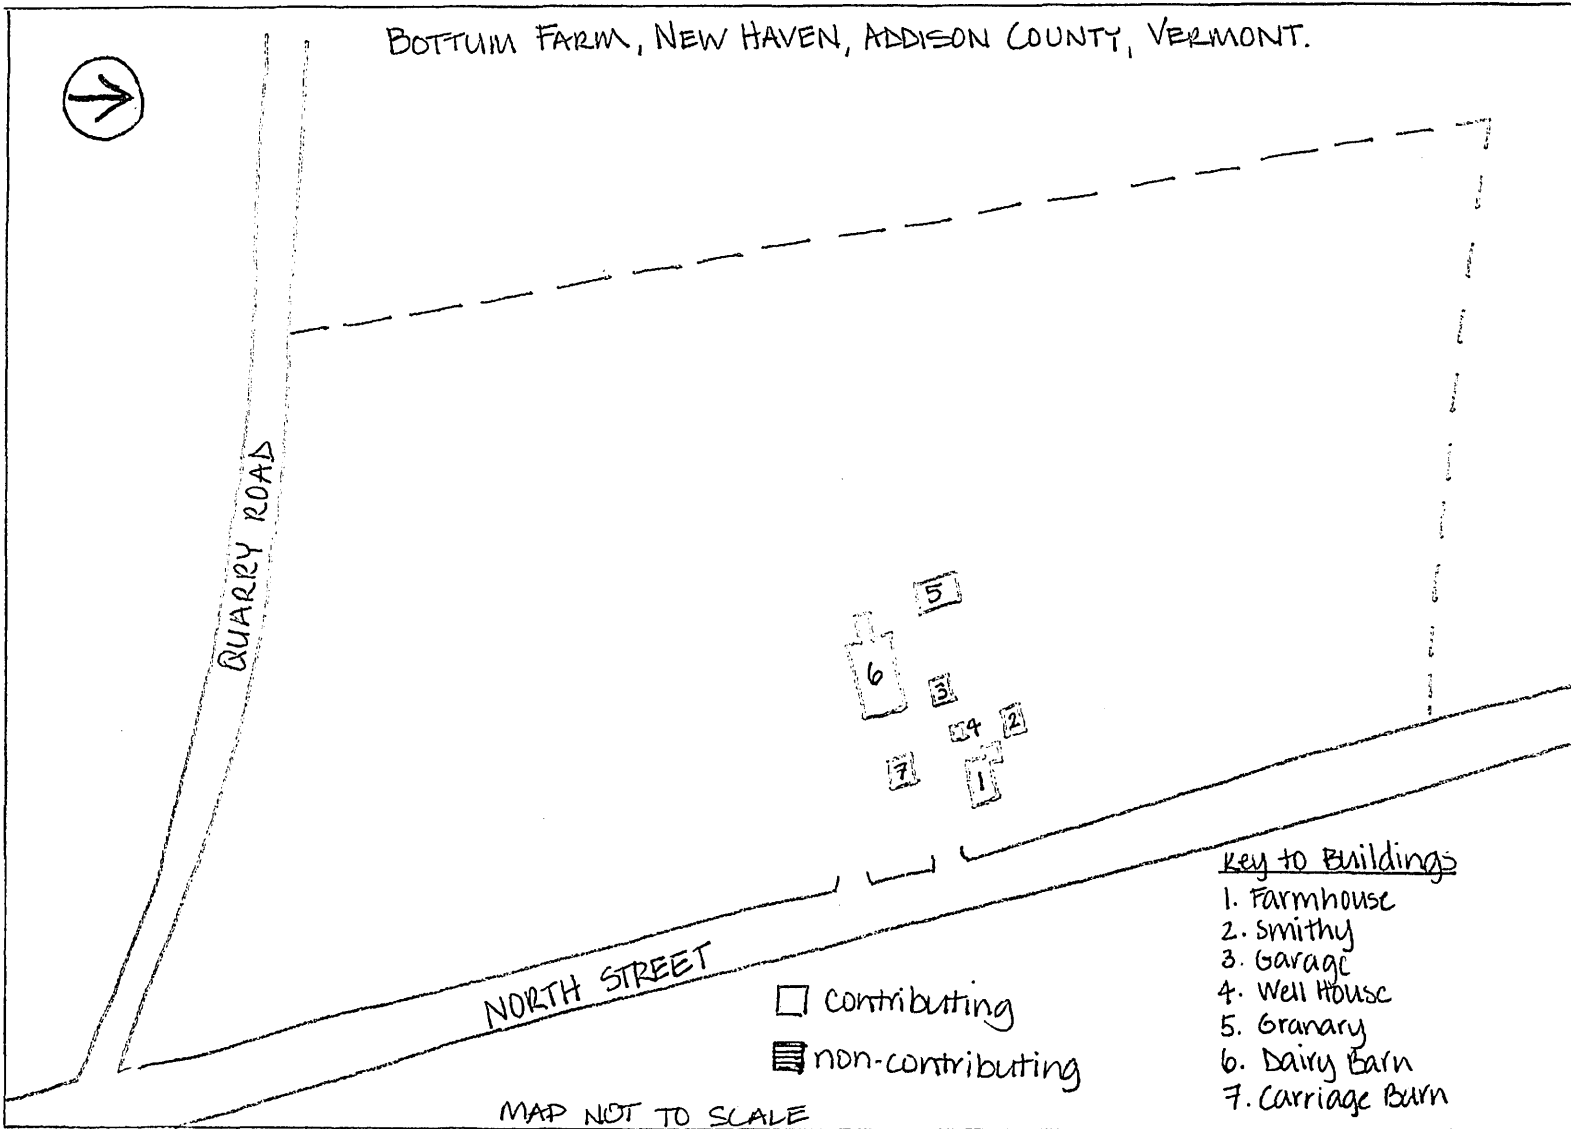 BOTTUM FARM, NEW HAVEN, ADDISON COUNTY, VERMONT.
QUARRY ROAD
5
6
3
4
2
7
1
NORTH STREET
contributing
non-contributing
MAP NOT TO SCALE
Key to Buildings
1. Farmhouse
2. Smithy
3. Garage
4. Well House
5. Granary
6. Dairy Barn
7. Carriage Barn